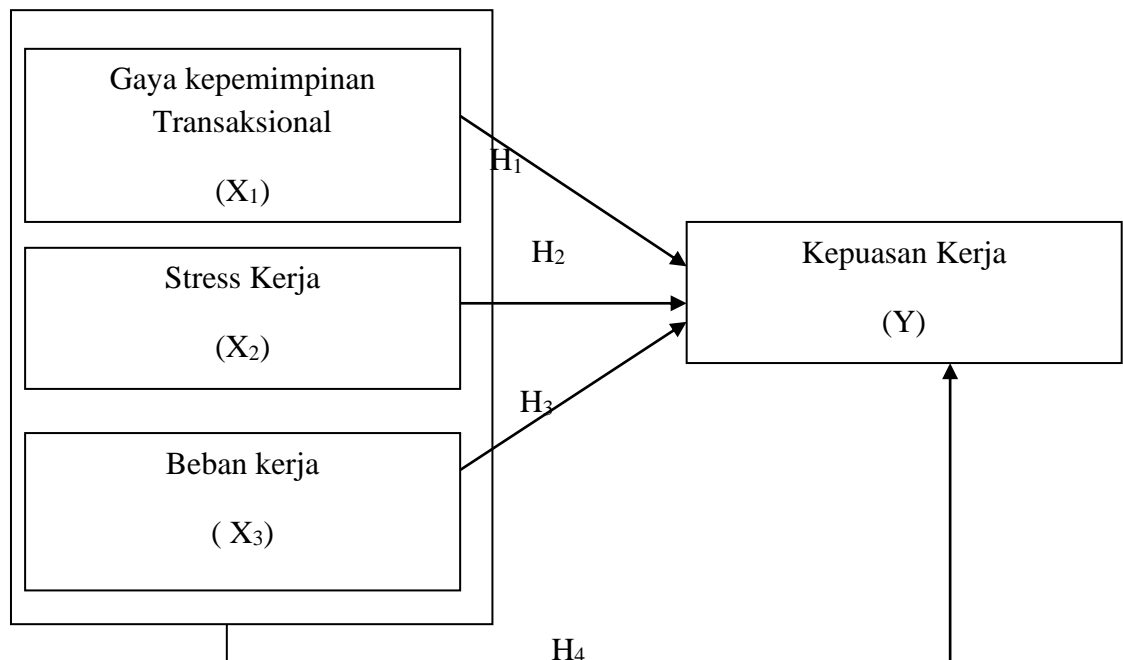 Gaya kepemimpinan
Transaksional
(X₁)
H₁
Stress Kerja
(X₂)
H₂
Kepuasan Kerja
(Y)
H₃
Beban kerja
( X₃)
H₄